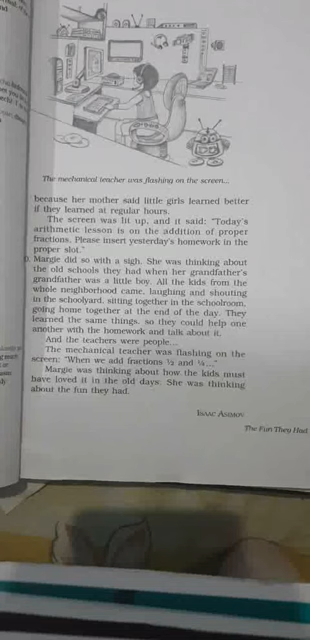 The mechanical teacher was flashing on the screen...
because her mother said little girls learned better
if they learned at regular hours.
The screen was lit up, and it said: "Today's
arithmetic lesson is on the addition of proper
fractions. Please insert yesterday's homework in the
proper slot."
Margie did so with a sigh. She was thinking about
the old schools they had when her grandfather's
grandfather was a little boy. All the kids from the
whole neighborhood came, laughing and shouting
in the schoolyard, sitting together in the schoolroom,
going home together at the end of the day. They
learned the same things, so they could help one
another with the homework and talk about it.
And the teachers were people...
The mechanical teacher was flashing on the
screen: "When we add fractions ½ and ¼..."
Margie was thinking about how the kids must
have loved it in the old days. She was thinking
about the fun they had.
ISAAC ASIMOV
The Fun They Had